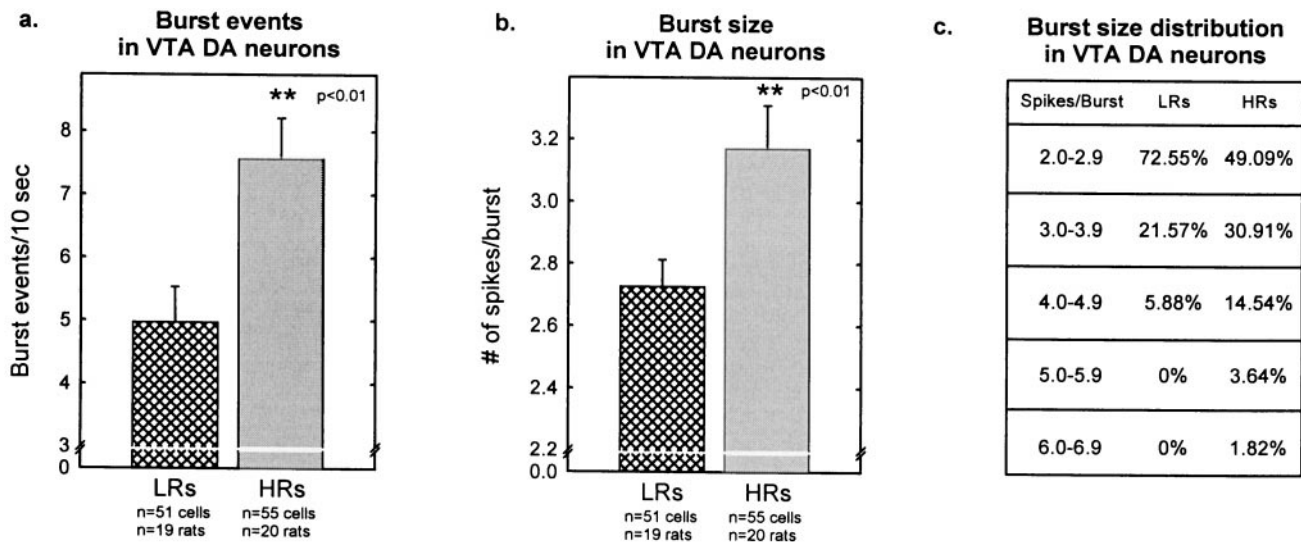 a.
Burst events
in VTA DA neurons
** p<0.01
Burst events/10 sec
8
7
6
5
4
3
0
LRs HRs
n=51 cells n=55 cells
n=19 rats n=20 rats
b.
Burst size
in VTA DA neurons
** p<0.01
# of spikes/burst
3.2
3.0
2.8
2.6
2.4
2.2
0.0
LRs HRs
n=51 cells n=55 cells
n=19 rats n=20 rats
c.
Burst size distribution
in VTA DA neurons
Spikes/Burst LRs HRs
2.0-2.9 72.55% 49.09%
3.0-3.9 21.57% 30.91%
4.0-4.9 5.88% 14.54%
5.0-5.9 0% 3.64%
6.0-6.9 0% 1.82%